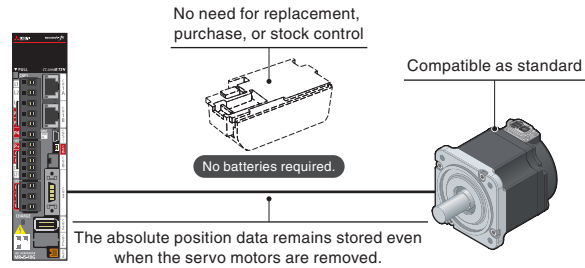 No need for replacement,
purchase, or stock control
Compatible as standard
No batteries required.
The absolute position data remains stored even
when the servo motors are removed.
CHARGE